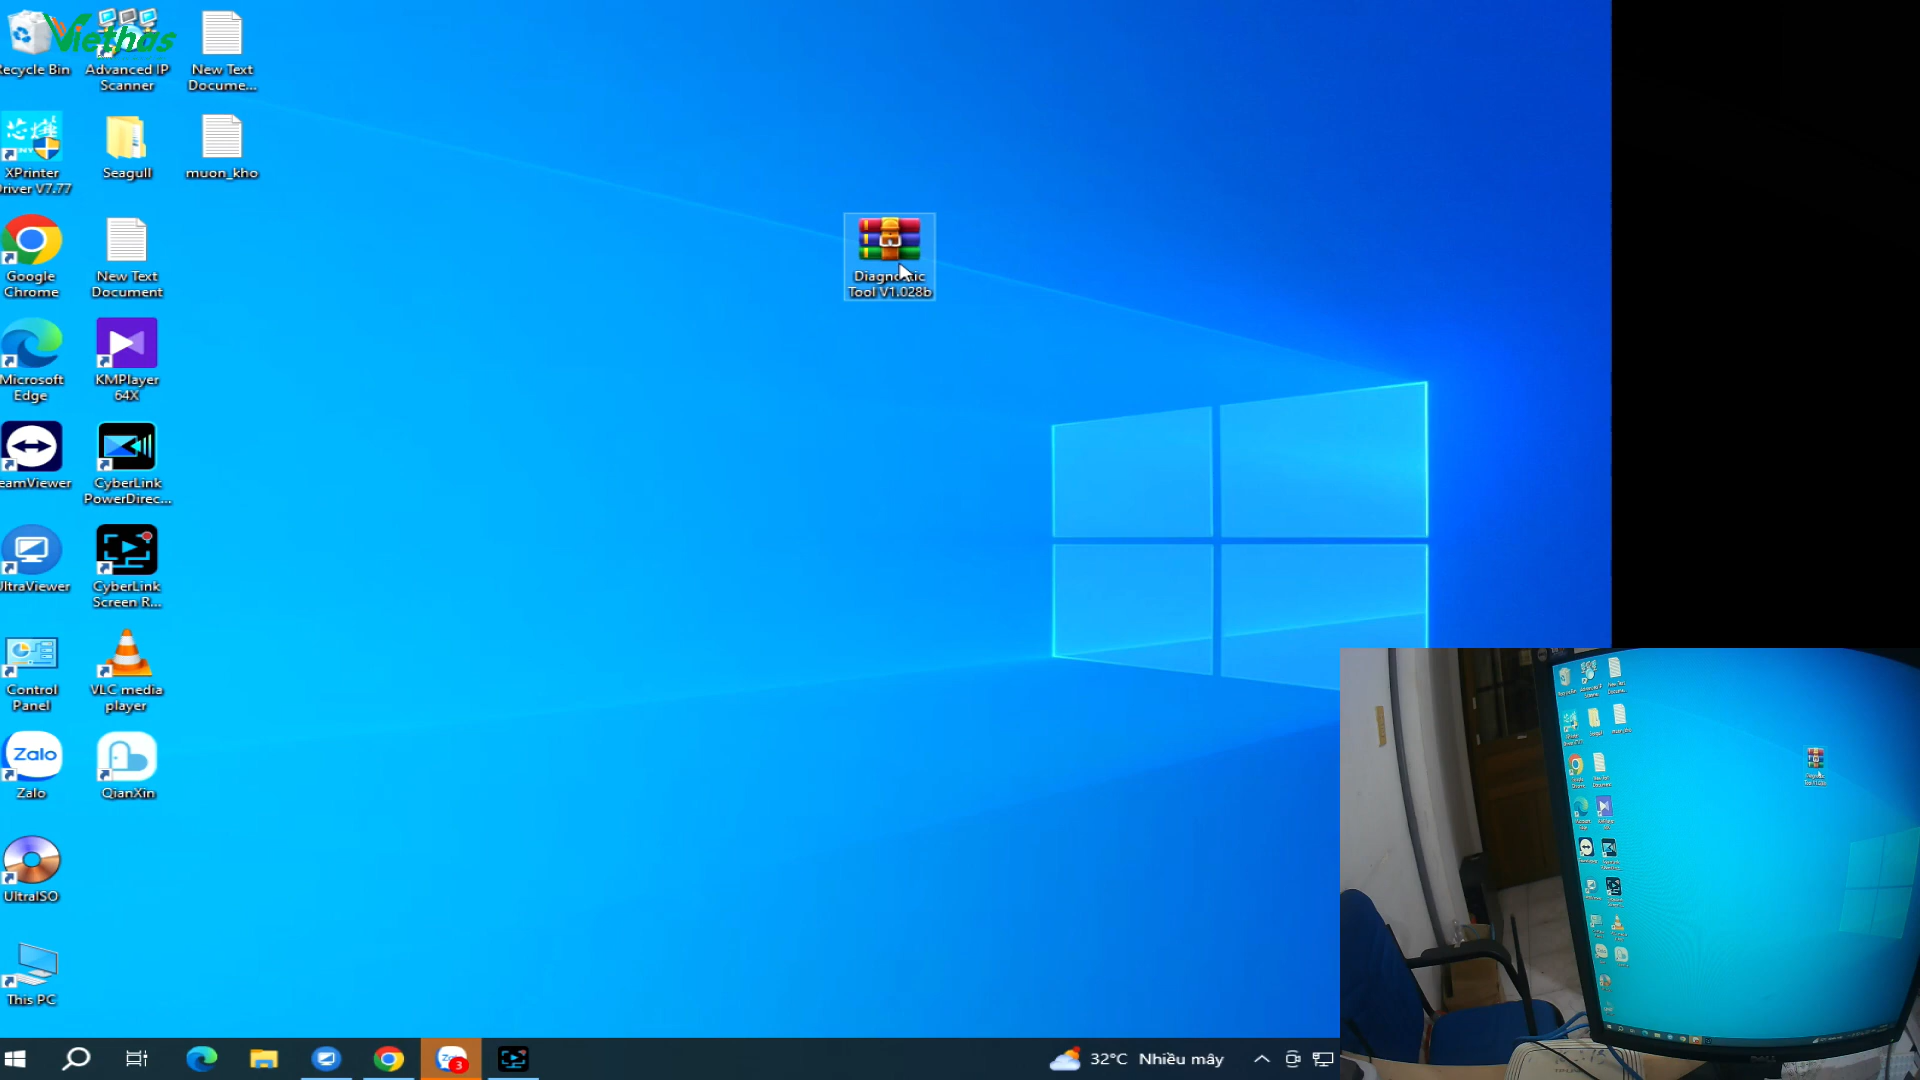 Viethas
Recycle Bin
Advanced IP
Scanner
New Text
Docume...
XPrinter
Driver V7.77
Seagull
muon_kho
Google
Chrome
New Text
Document
Diagnostic
Tool V1.028b
Microsoft
Edge
KMPlayer
64X
TeamViewer
CyberLink
PowerDirec...
UltraViewer
CyberLink
Screen R...
Control
Panel
VLC media
player
Zalo
Zalo
QianXin
UltraISO
This PC
3
32°C Nhiều mây